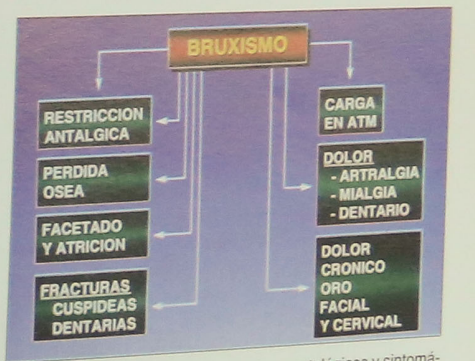 BRUXISMO
RESTRICCION
ANTALGICA
PERDIDA
OSEA
FACETADO
Y ATRICION
FRACTURAS
CUSPIDEAS
DENTARIAS
CARGA
EN ATM
DOLOR
- ARTRALGIA
- MIALGIA
- DENTARIO
DOLOR
CRONICO
ORO
FACIAL
Y CERVICAL
y sintomá-